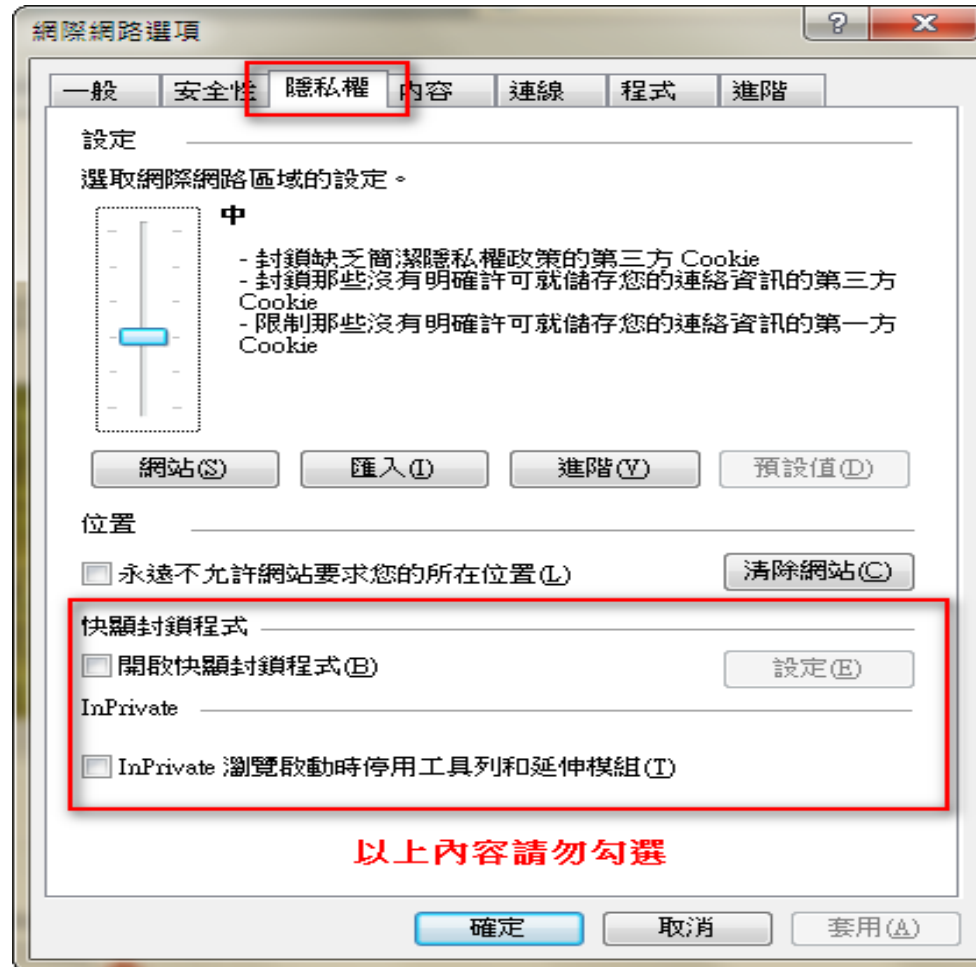 網際網路選項
一般 安全性 隱私權 內容 連線 程式 進階
設定
選取網際網路區域的設定。
中
- 封鎖缺乏簡潔隱私權政策的第三方 Cookie
- 封鎖那些沒有明確許可就儲存您的連絡資訊的第三方
Cookie
- 限制那些沒有明確許可就儲存您的連絡資訊的第一方
Cookie
網站(S) 匯入(I) 進階(V) 預設值(D)
位置
永遠不允許網站要求您的所在位置(L) 清除網站(C)
快顯封鎖程式
開啟快顯封鎖程式(B) 設定(E)
InPrivate
InPrivate 瀏覽啟動時停用工具列和延伸模組(T)
以上內容請勿勾選
確定 取消 套用(A)